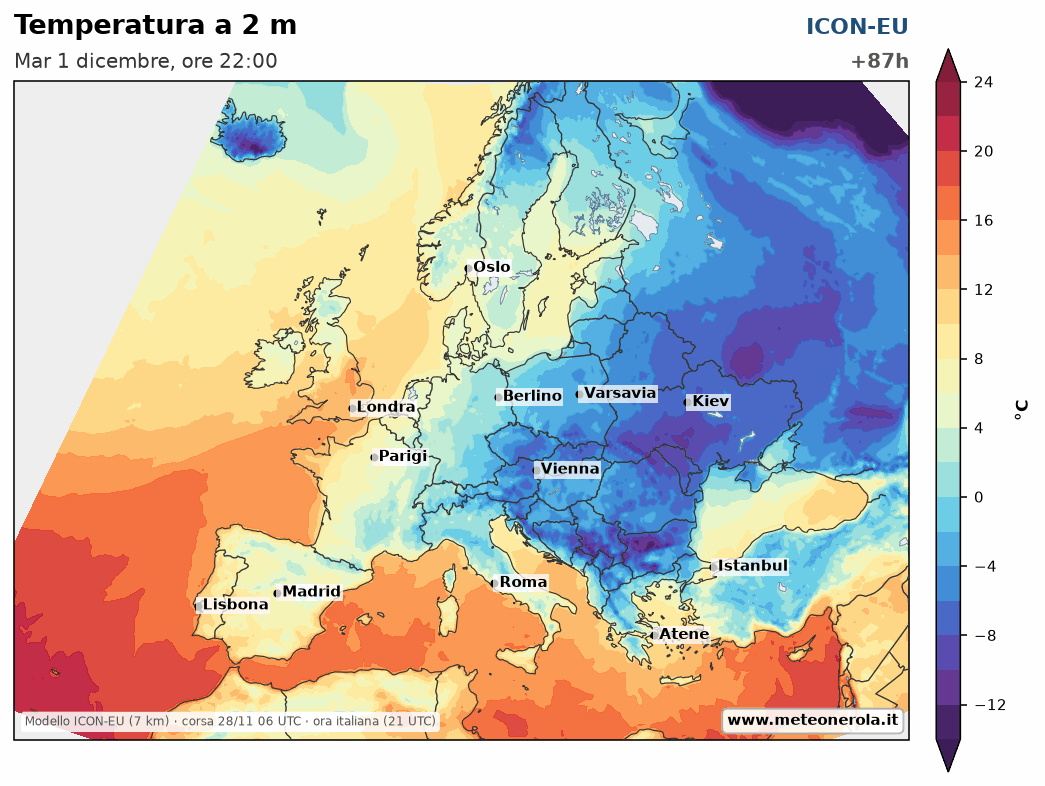 Temperatura a 2 m
ICON-EU
Mar 1 dicembre, ore 22:00
+87h
24
20
16
12
8
4
0
−4
−8
−12
°C
Oslo
Londra
Berlino
Varsavia
Kiev
Parigi
Vienna
Istanbul
Roma
Madrid
Lisbona
Atene
Modello ICON-EU (7 km) · corsa 28/11 06 UTC · ora italiana (21 UTC)
www.meteonerola.it